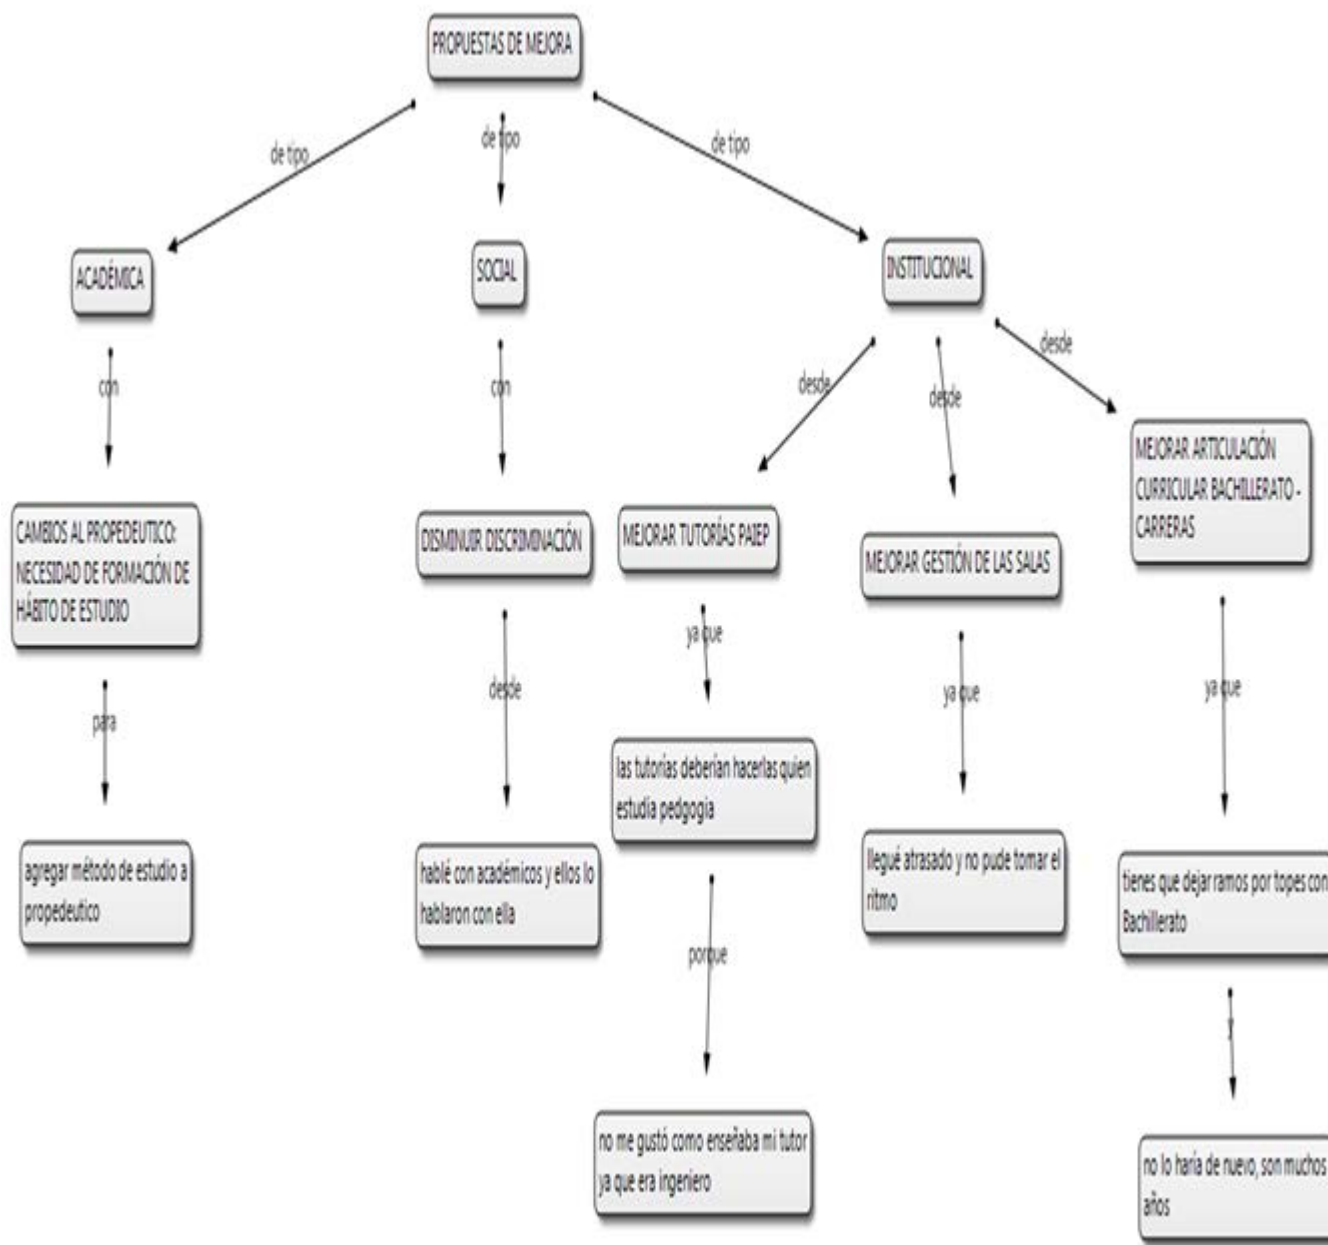 PROPUESTAS DE MEJORA
de tipo
de tipo
de tipo
ACADÉMICA
SOCIAL
INSTITUCIONAL
con
con
desde
desde
desde
CAMBIOS AL PROPEDEUTICO:
NECESIDAD DE FORMACIÓN DE
HÁBITO DE ESTUDIO
DISMINUIR DISCRIMINACIÓN
MEJORAR TUTORÍAS PAIEP
MEJORAR GESTIÓN DE LAS SALAS
MEJORAR ARTICULACIÓN
CURRICULAR BACHILLERATO -
CARRERAS
para
desde
ya que
ya que
ya que
agregar método de estudio a
propedeutico
hablé con académicos y ellos lo
hablaron con ella
las tutorías deberían hacerlas quien
estudia pedgogia
llegué atrasado y no pude tomar el
ritmo
tienes que dejar ramos por topes con
Bachillerato
porque
y
no me gustó como enseñaba mi tutor
ya que era ingeniero
no lo haría de nuevo, son muchos
años